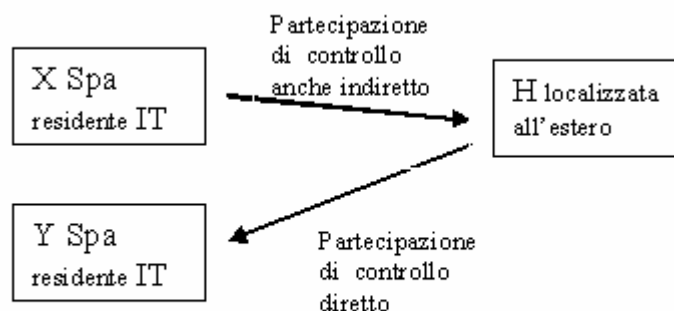 Partecipazione
di controllo
anche indiretto
X Spa
residente IT
H localizzata
all'estero
Y Spa
residente IT
Partecipazione
di controllo
diretto